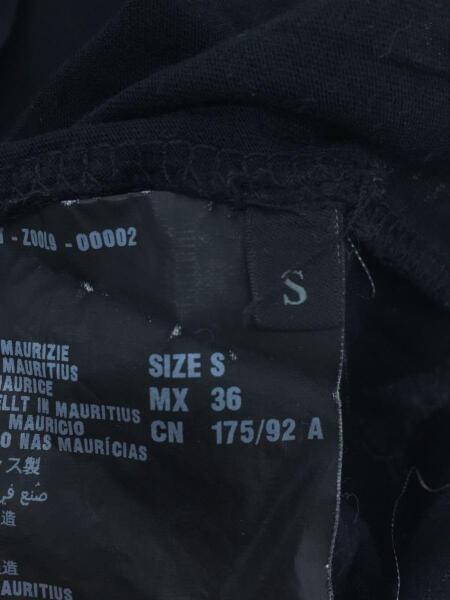 - Z00L9 - 00002
S
MAURIZIE
MAURITIUS
MAURICE
ELLT IN MAURITIUS
MAURICIO
O NAS MAURÍCIAS
ス製
صنع في
造
造
MAURITIUS
SIZE S
MX 36
CN 175/92 A